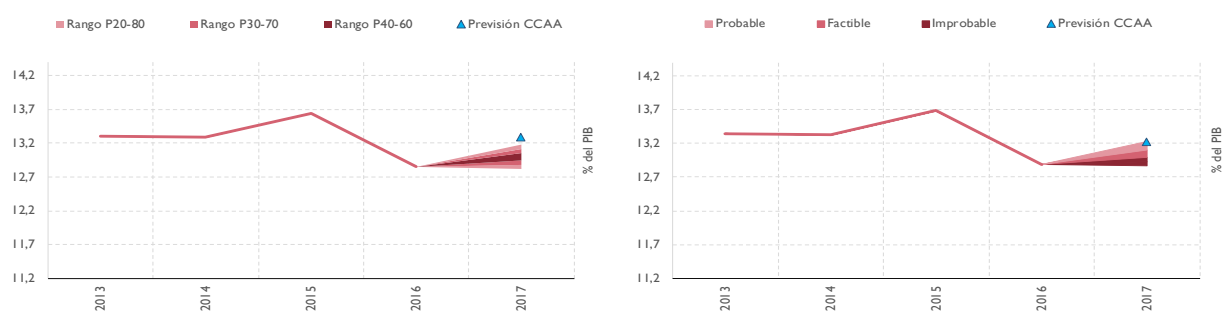 Rango P20-80 Rango P30-70 Rango P40-60 Previsión CCAA
14,2
13,7
13,2
12,7
12,2
11,7
11,2
2013 2014 2015 2016 2017
% del PIB
Probable Factible Improbable Previsión CCAA
14,2
13,7
13,2
12,7
12,2
11,7
11,2
2013 2014 2015 2016 2017
% del PIB